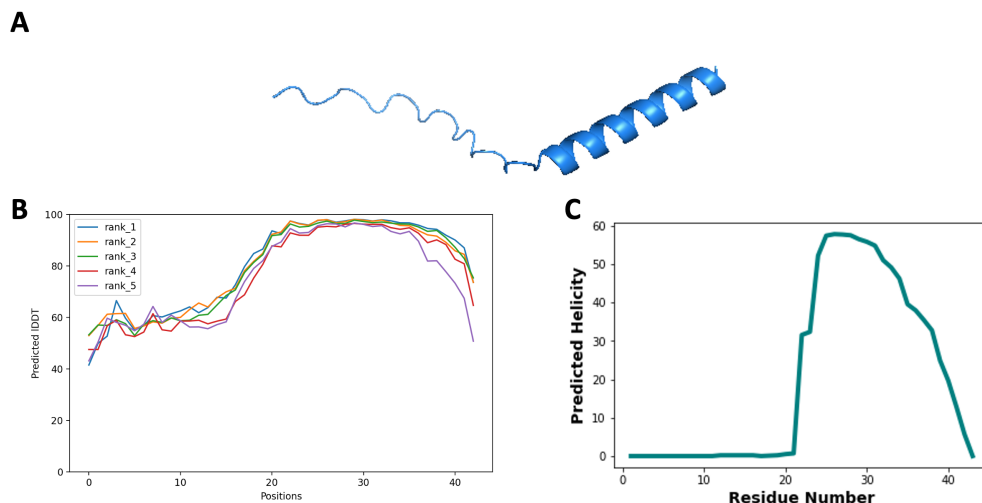 A
B
100
80
60
40
20
0
Predicted lDDT
rank_1
rank_2
rank_3
rank_4
rank_5
0 10 20 30 40
Positions
C
60
50
40
30
20
10
0
Predicted Helicity
0 10 20 30 40
Residue Number